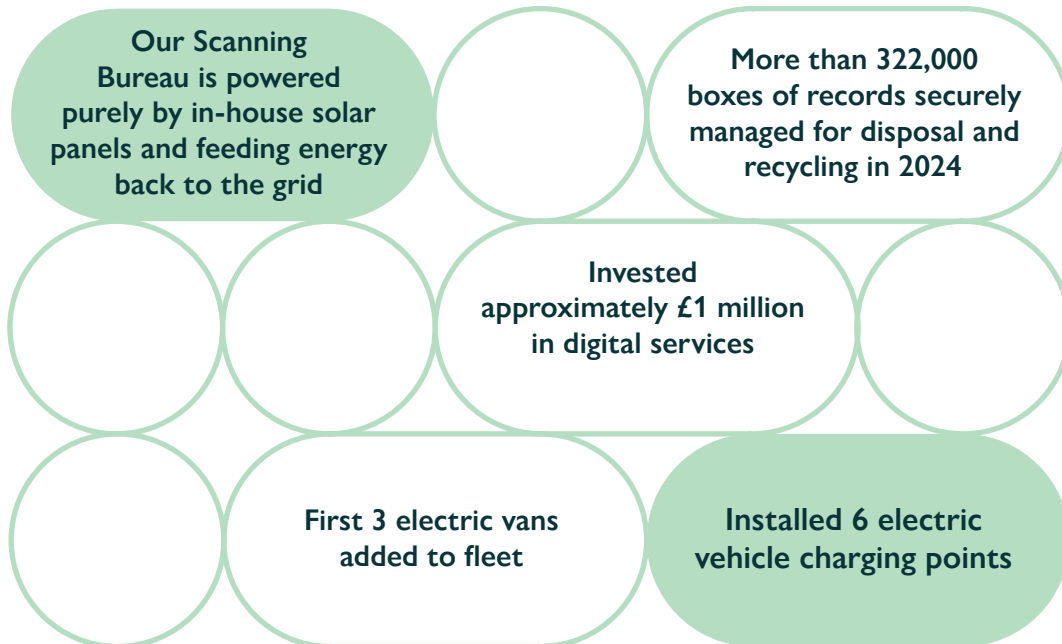 Our Scanning
Bureau is powered
purely by in-house solar
panels and feeding energy
back to the grid
More than 322,000
boxes of records securely
managed for disposal and
recycling in 2024
Invested
approximately £1 million
in digital services
First 3 electric vans
added to fleet
Installed 6 electric
vehicle charging points